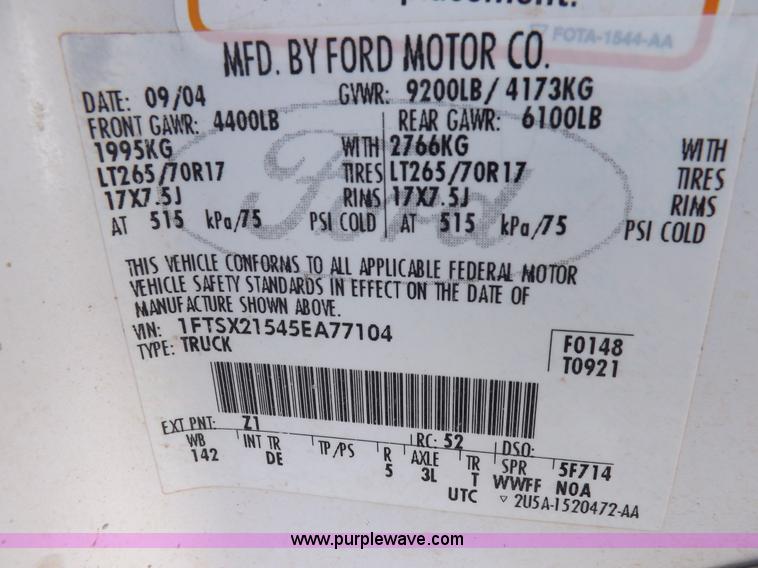 FOTA-1544-AA
MFD. BY FORD MOTOR CO.
DATE: 09/04 GVWR: 9200LB/ 4173KG
FRONT GAWR: 4400LB REAR GAWR: 6100LB
1995KG WITH 2766KG WITH
LT265/70R17 TIRES LT265/70R17 TIRES
17X7.5J RIMS 17X7.5J RIMS
AT 515 kPa/75 PSI COLD AT 515 kPa/75 PSI COLD
Ford
THIS VEHICLE CONFORMS TO ALL APPLICABLE FEDERAL MOTOR
VEHICLE SAFETY STANDARDS IN EFFECT ON THE DATE OF
MANUFACTURE SHOWN ABOVE.
VIN: 1FTSX21545EA77104
TYPE: TRUCK
F0148
T0921
EXT PNT: Z1 RC: 52 DSO:
WB INT TR TP/PS R AXLE TR SPR 5F714
142 DE 5 3L T WWFF NOA
UTC 2U5A-1520472-AA
www.purplewave.com